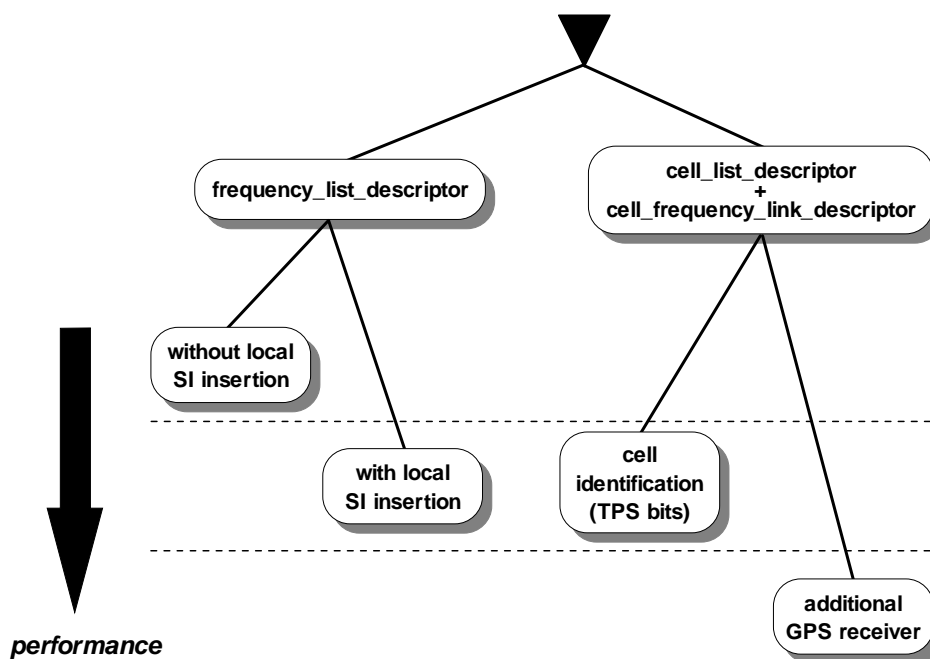 frequency_list_descriptor
cell_list_descriptor
+
cell_frequency_link_descriptor
without local
SI insertion
with local
SI insertion
cell
identification
(TPS bits)
additional
GPS receiver
performance